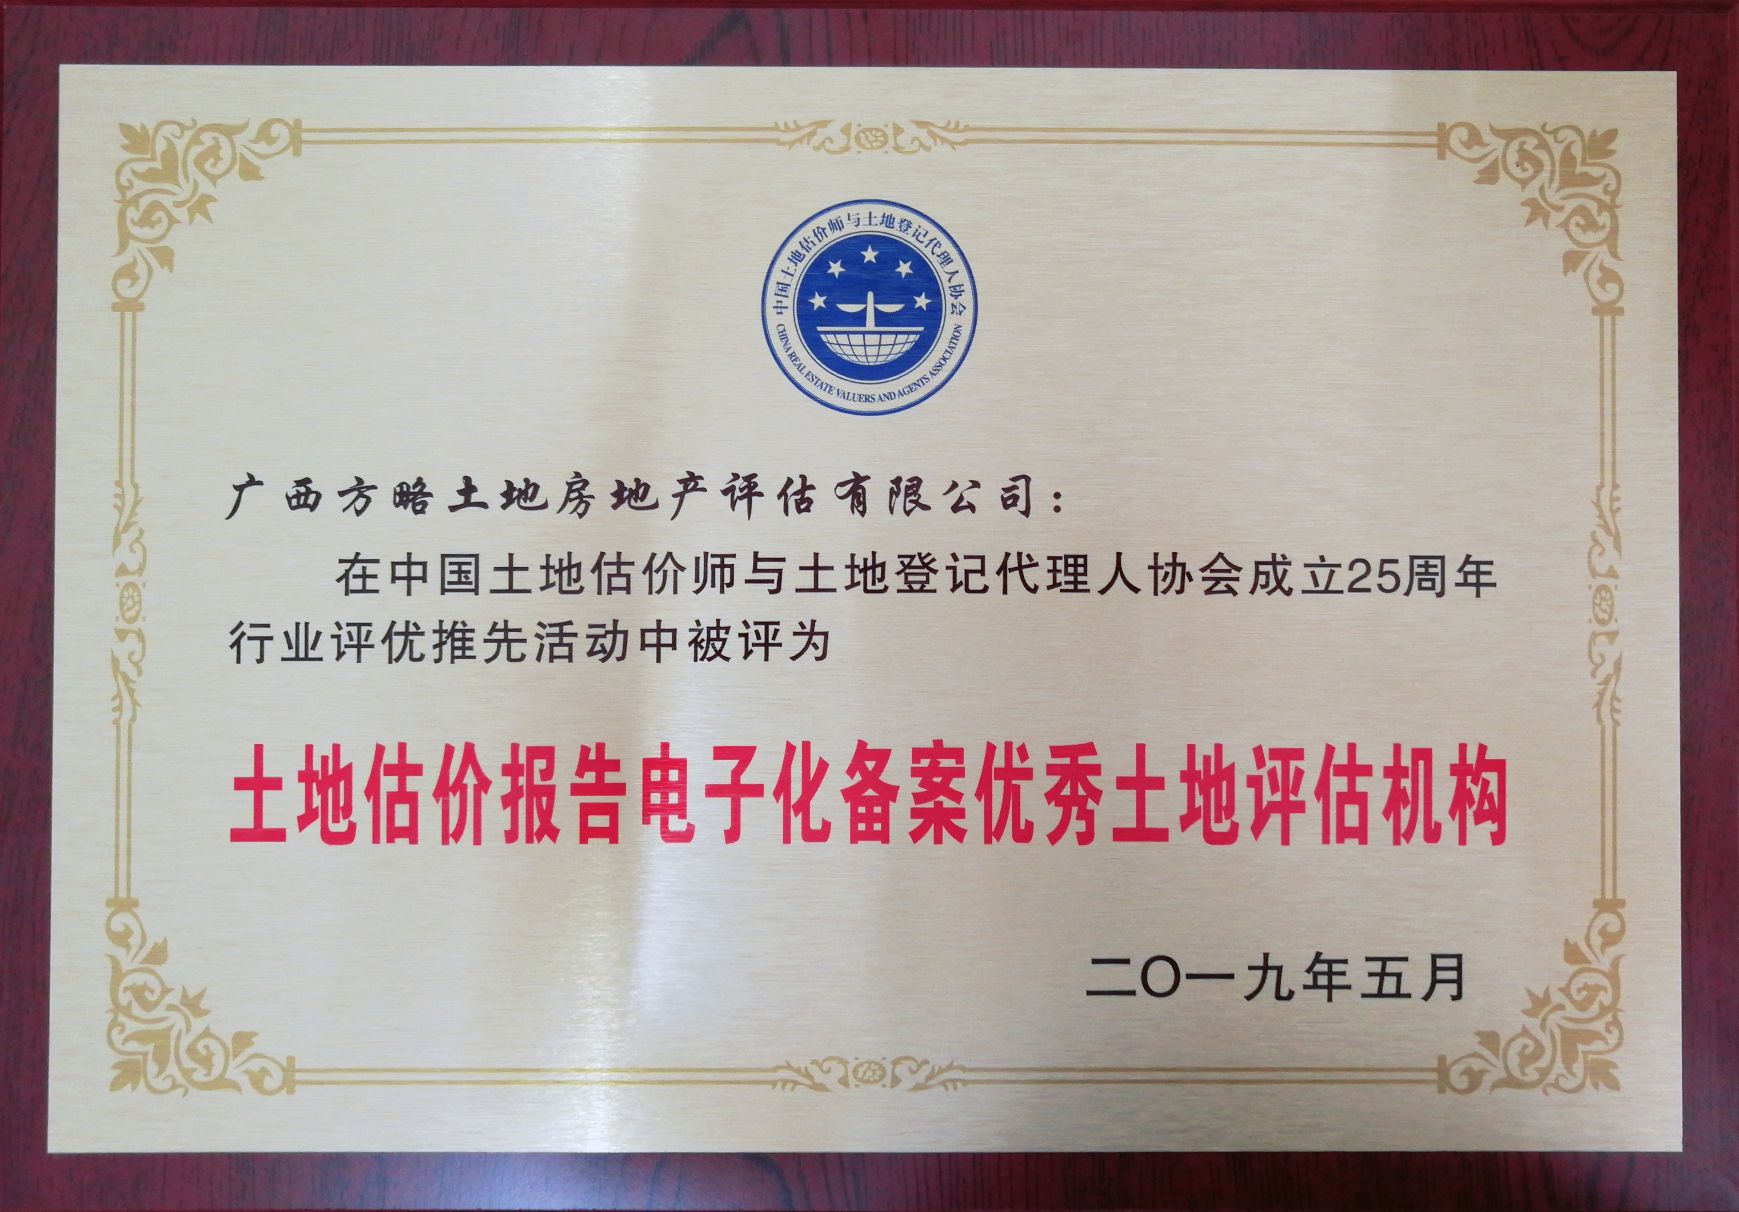 中国土地估价师与土地登记代理人协会
CHINA REAL ESTATE VALUERS AND AGENTS ASSOCIATION
广西方略土地房地产评估有限公司：
在中国土地估价师与土地登记代理人协会成立25周年
行业评优推先活动中被评为
土地估价报告电子化备案优秀土地评估机构
二〇一九年五月